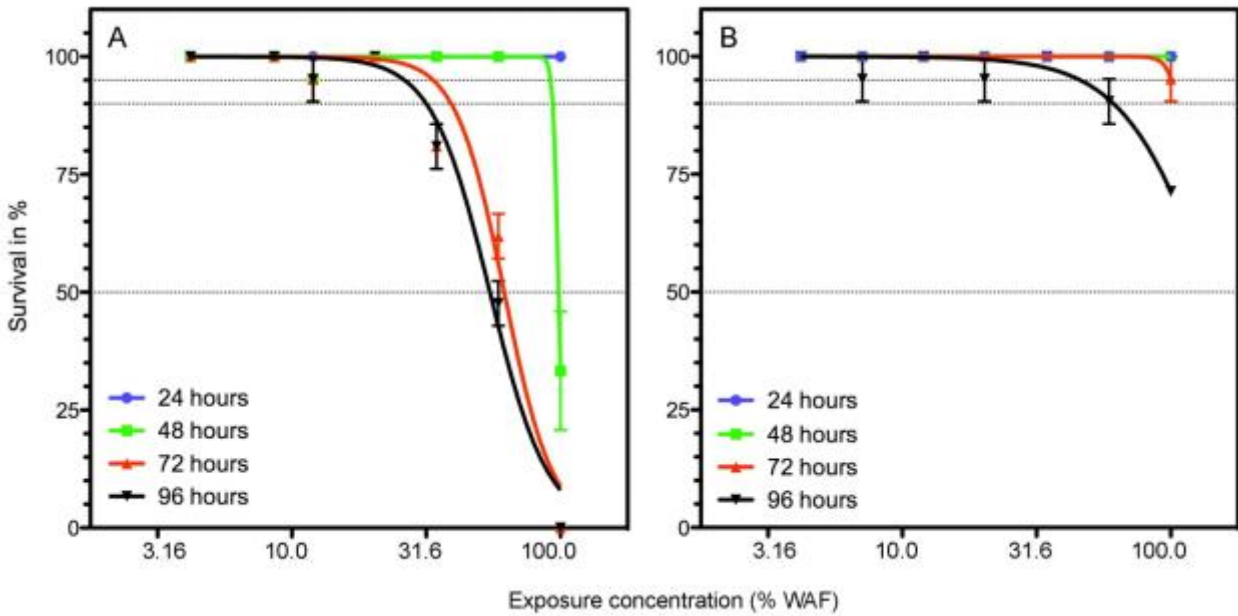 A
B
Survival in %
100
75
50
25
0
24 hours
48 hours
72 hours
96 hours
3.16 10.0 31.6 100.0
100
75
50
25
0
24 hours
48 hours
72 hours
96 hours
3.16 10.0 31.6 100.0
Exposure concentration (% WAF)